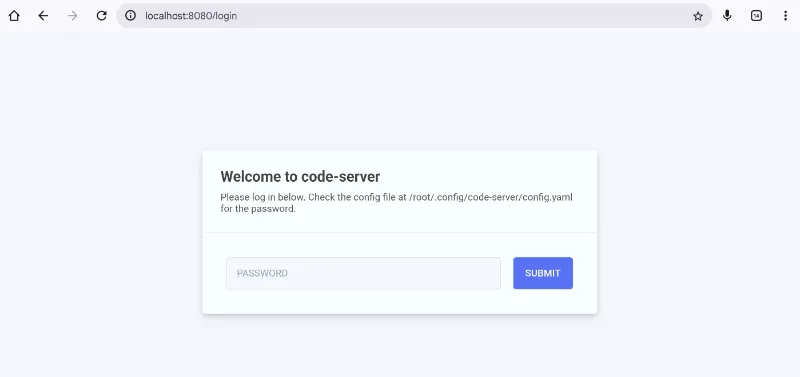 localhost:8080/login
14
Welcome to code-server
Please log in below. Check the config file at /root/.config/code-server/config.yaml
for the password.
PASSWORD
SUBMIT